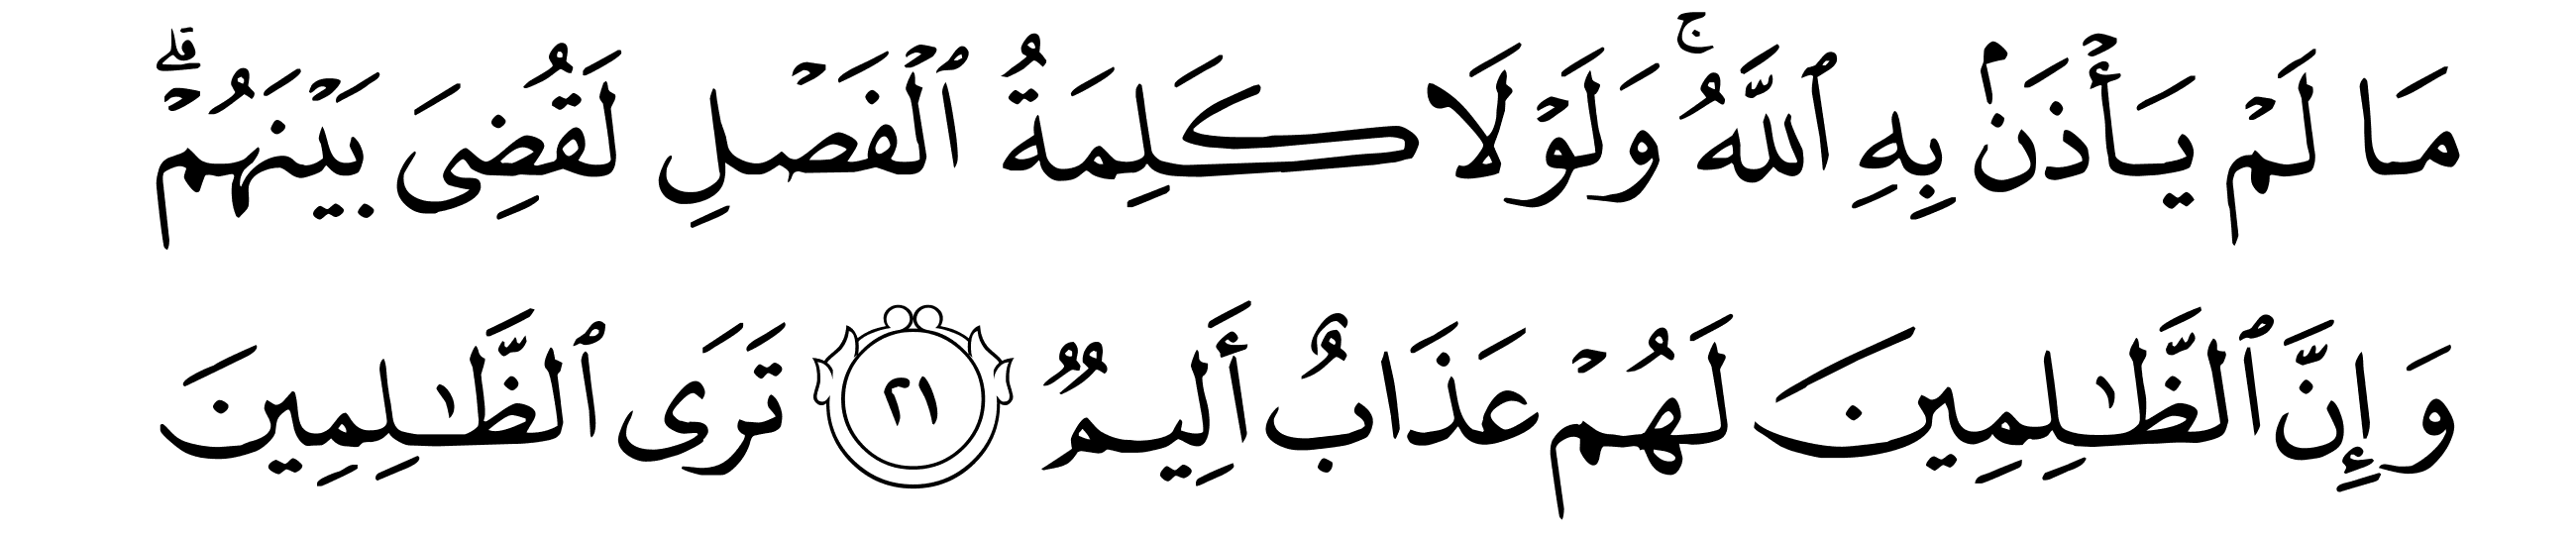 مَا لَمْ يَأْذَنۢ بِهِ ٱللَّهُۚ وَلَوْلَا كَلِمَةُ ٱلْفَصْلِ لَقُضِىَ بَيْنَهُمْۗ
وَإِنَّ ٱلظَّٰلِمِينَ لَهُمْ عَذَابٌ أَلِيمٌ ٢١ تَرَى ٱلظَّٰلِمِينَ